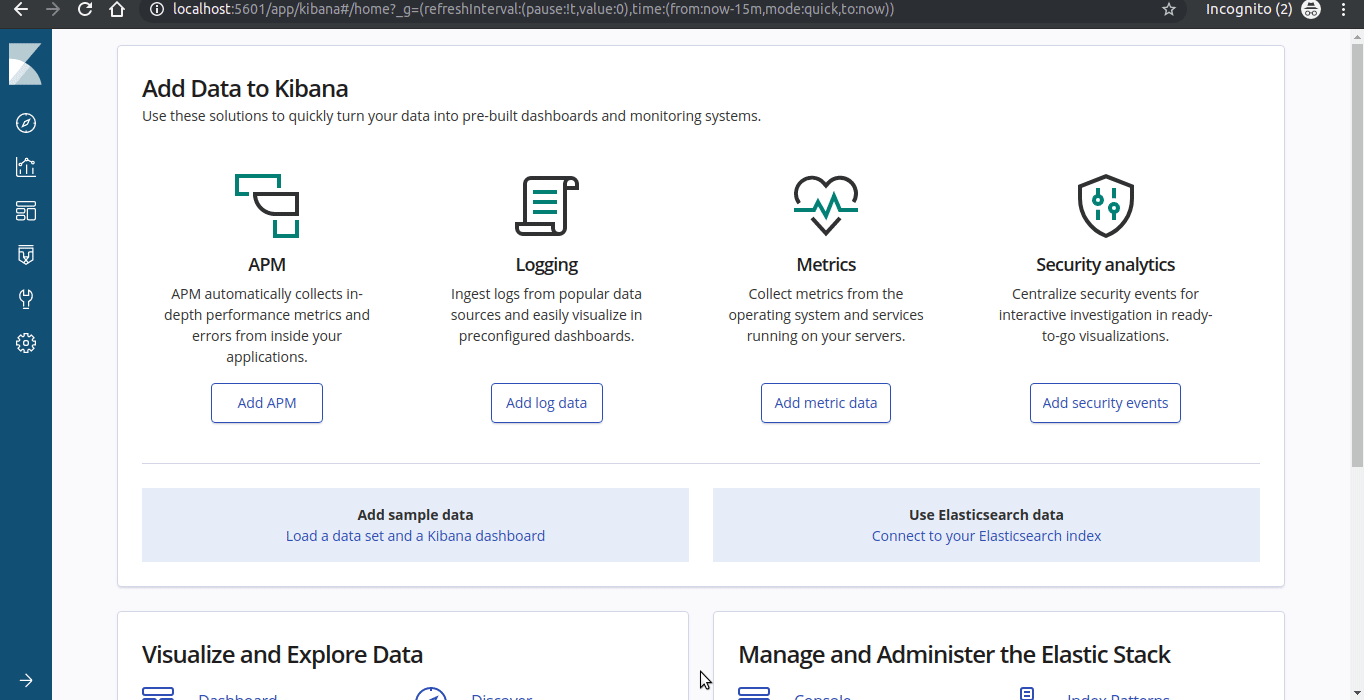 localhost:5601/app/kibana#/home?_g=(refreshInterval:(pause:!t,value:0),time:(from:now-15m,mode:quick,to:now))
Incognito (2)
Add Data to Kibana
Use these solutions to quickly turn your data into pre-built dashboards and monitoring systems.
APM
APM automatically collects in-
depth performance metrics and
errors from inside your
applications.
Add APM
Logging
Ingest logs from popular data
sources and easily visualize in
preconfigured dashboards.
Add log data
Metrics
Collect metrics from the
operating system and services
running on your servers.
Add metric data
Security analytics
Centralize security events for
interactive investigation in ready-
to-go visualizations.
Add security events
Add sample data
Load a data set and a Kibana dashboard
Use Elasticsearch data
Connect to your Elasticsearch index
Visualize and Explore Data
Dashboard
Discover
Manage and Administer the Elastic Stack
Console
Index Patterns